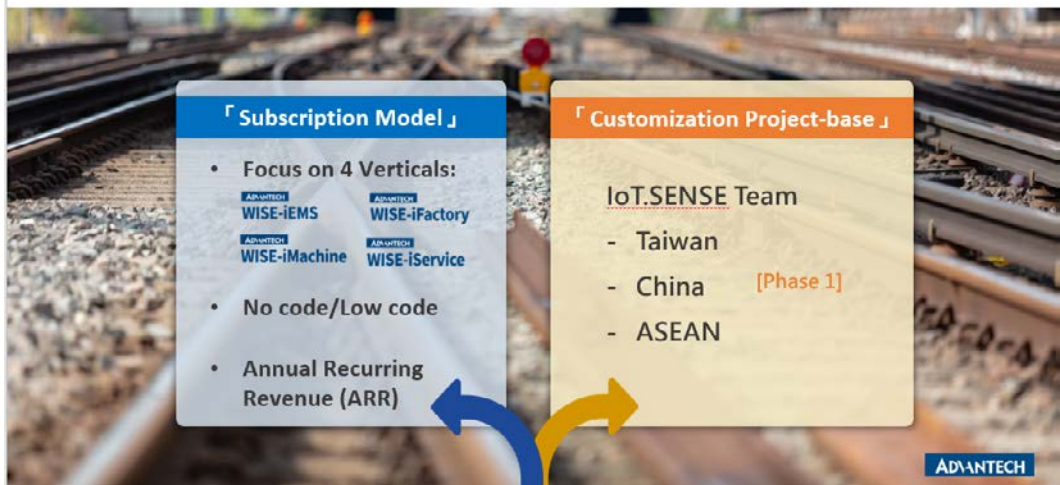 「 Subscription Model 」
• Focus on 4 Verticals:
ADVANTECH
WISE-iEMS
ADVANTECH
WISE-iFactory
ADVANTECH
WISE-iMachine
ADVANTECH
WISE-iService
• No code/Low code
• Annual Recurring
Revenue (ARR)
「 Customization Project-base 」
IoT.SENSE Team
- Taiwan
- China [Phase 1]
- ASEAN
ADVANTECH